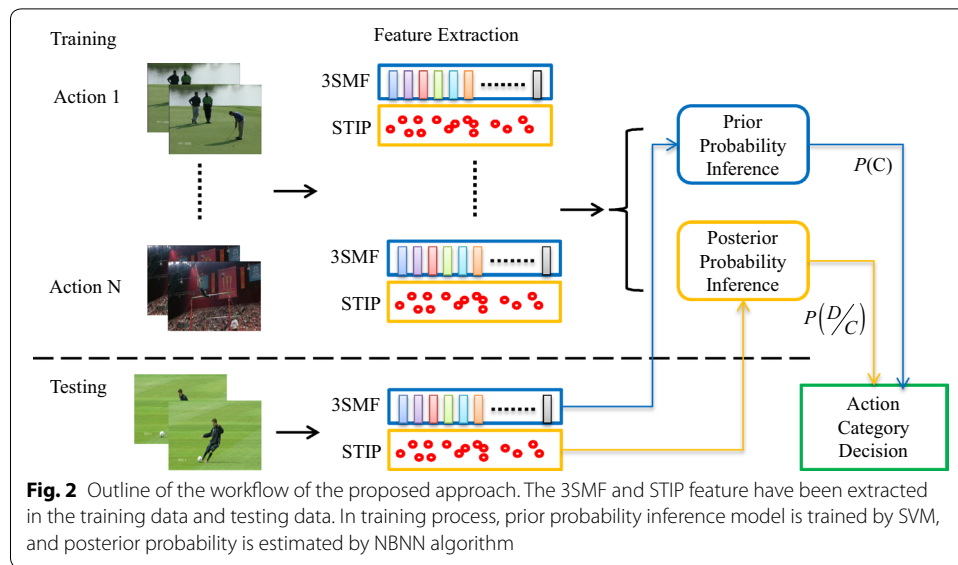 Training
Feature Extraction
Action 1
3SMF
STIP
Prior
Probability
Inference
P(C)
Action N
3SMF
STIP
Posterior
Probability
Inference
P(D/C)
Testing
3SMF
STIP
Action
Category
Decision
Fig. 2 Outline of the workflow of the proposed approach. The 3SMF and STIP feature have been extracted
in the training data and testing data. In training process, prior probability inference model is trained by SVM,
and posterior probability is estimated by NBNN algorithm